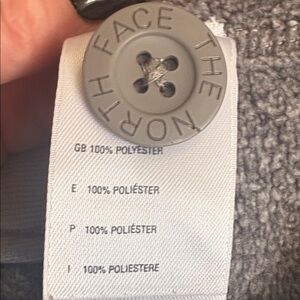 THE NORTH FACE
GB 100% POLYESTER
E 100% POLIÉSTER
P 100% POLIÉSTER
I 100% POLIESTERE